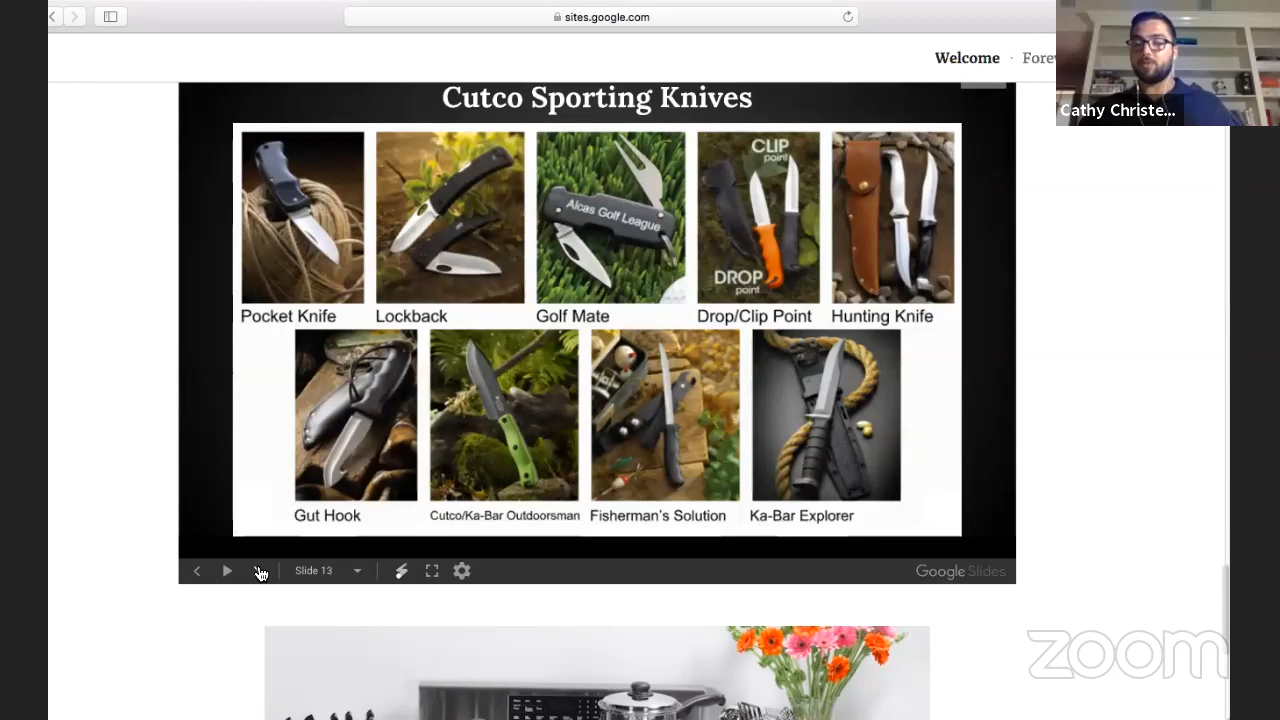 sites.google.com
Welcome · Fore
Cathy Christe...
Cutco Sporting Knives
CLIP
point
Alcas Golf League
DROP
point
Pocket Knife
Lockback
Golf Mate
Drop/Clip Point
Hunting Knife
Gut Hook
Cutco/Ka-Bar Outdoorsman
Fisherman's Solution
Ka-Bar Explorer
Slide 13
Google Slides
zoom